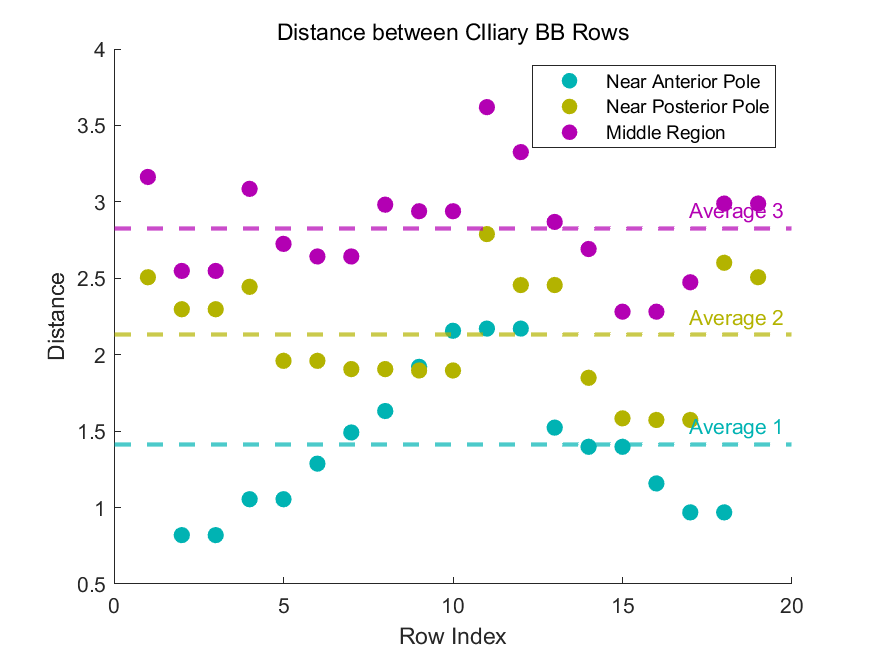 Distance between CIliary BB Rows
4
3.5
3
2.5
2
1.5
1
0.5
0
5
10
15
20
Distance
Row Index
Near Anterior Pole
Near Posterior Pole
Middle Region
Average 3
Average 2
Average 1